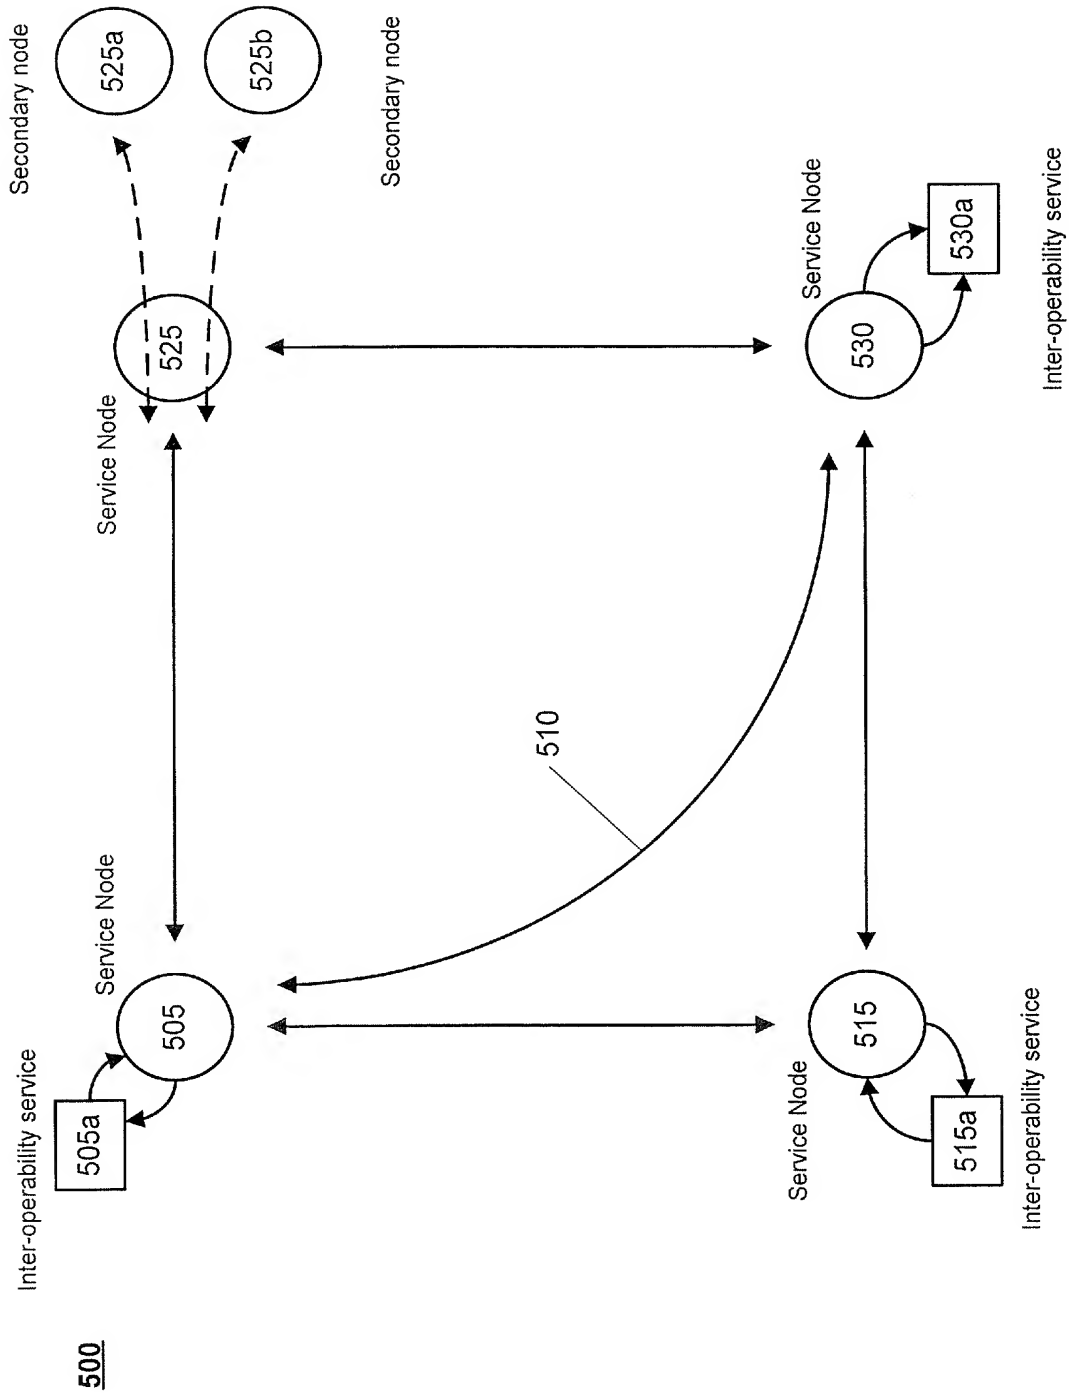 500
Inter-operability service
505a
505
Service Node
Service Node
525
Secondary node
525a
525b
Secondary node
510
Service Node
515
515a
Inter-operability service
Service Node
530
530a
Inter-operability service